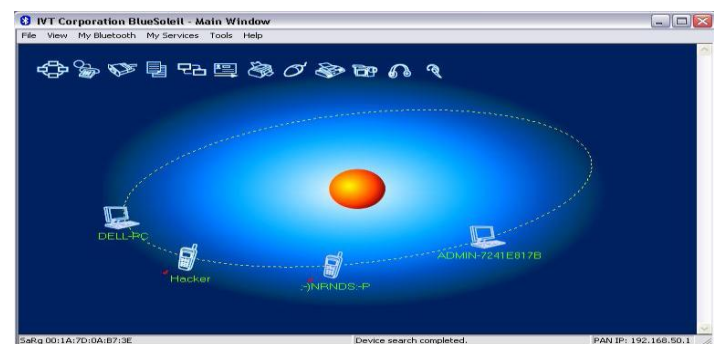 IVT Corporation BlueSoleil - Main Window
File View My Bluetooth My Services Tools Help
DELL-PC
Hacker
;-)NRNDS:-P
ADMIN-7241E817B
SaRg 00:1A:7D:0A:B7:3E Device search completed. PAN IP: 192.168.50.1